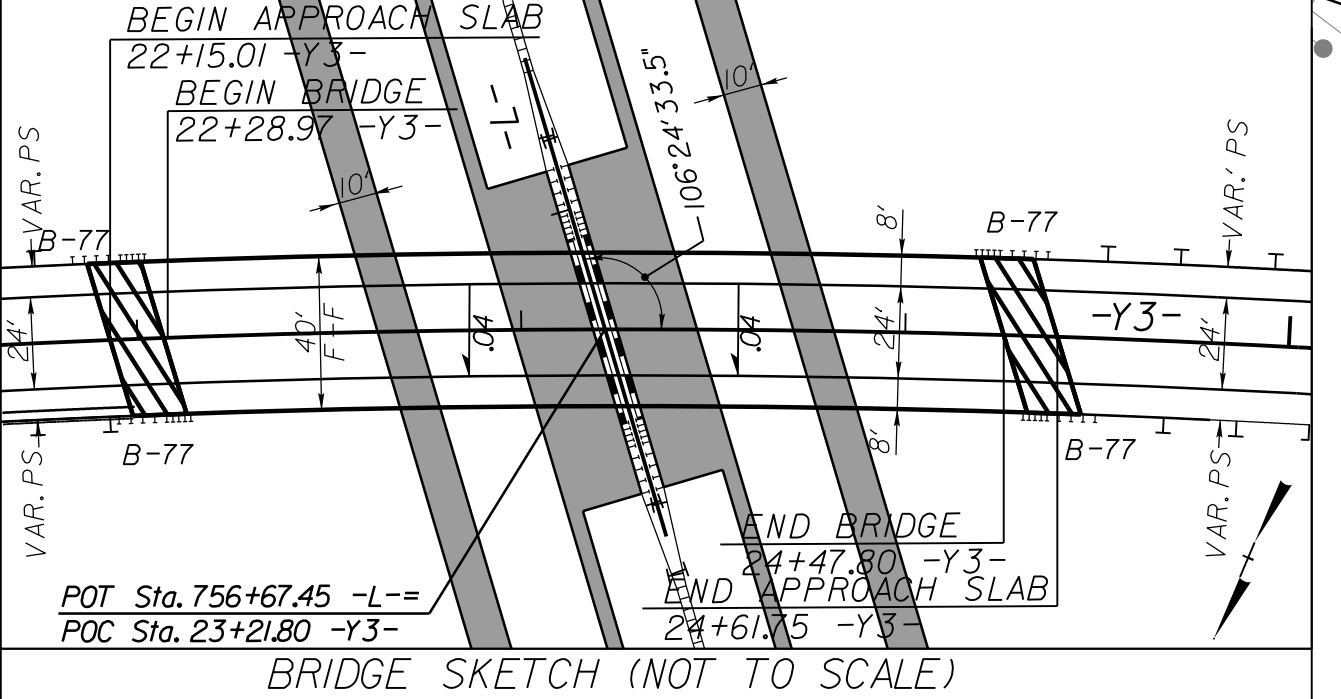 BEGIN APPROACH SLAB
22+15.01 -Y3-
BEGIN BRIDGE
22+28.97 -Y3-
-L-
10'
106°24'33.5"
10'
VAR. PS
VAR.' PS
B-77
B-77
8'
24'
40'
F-F
.04
24'
.04
-Y3-
24'
8'
B-77
B-77
VAR. PS
VAR. PS
END BRIDGE
24+47.80 -Y3-
END APPROACH SLAB
24+61.75 -Y3-
POT Sta. 756+67.45 -L-=
POC Sta. 23+21.80 -Y3-
BRIDGE SKETCH (NOT TO SCALE)